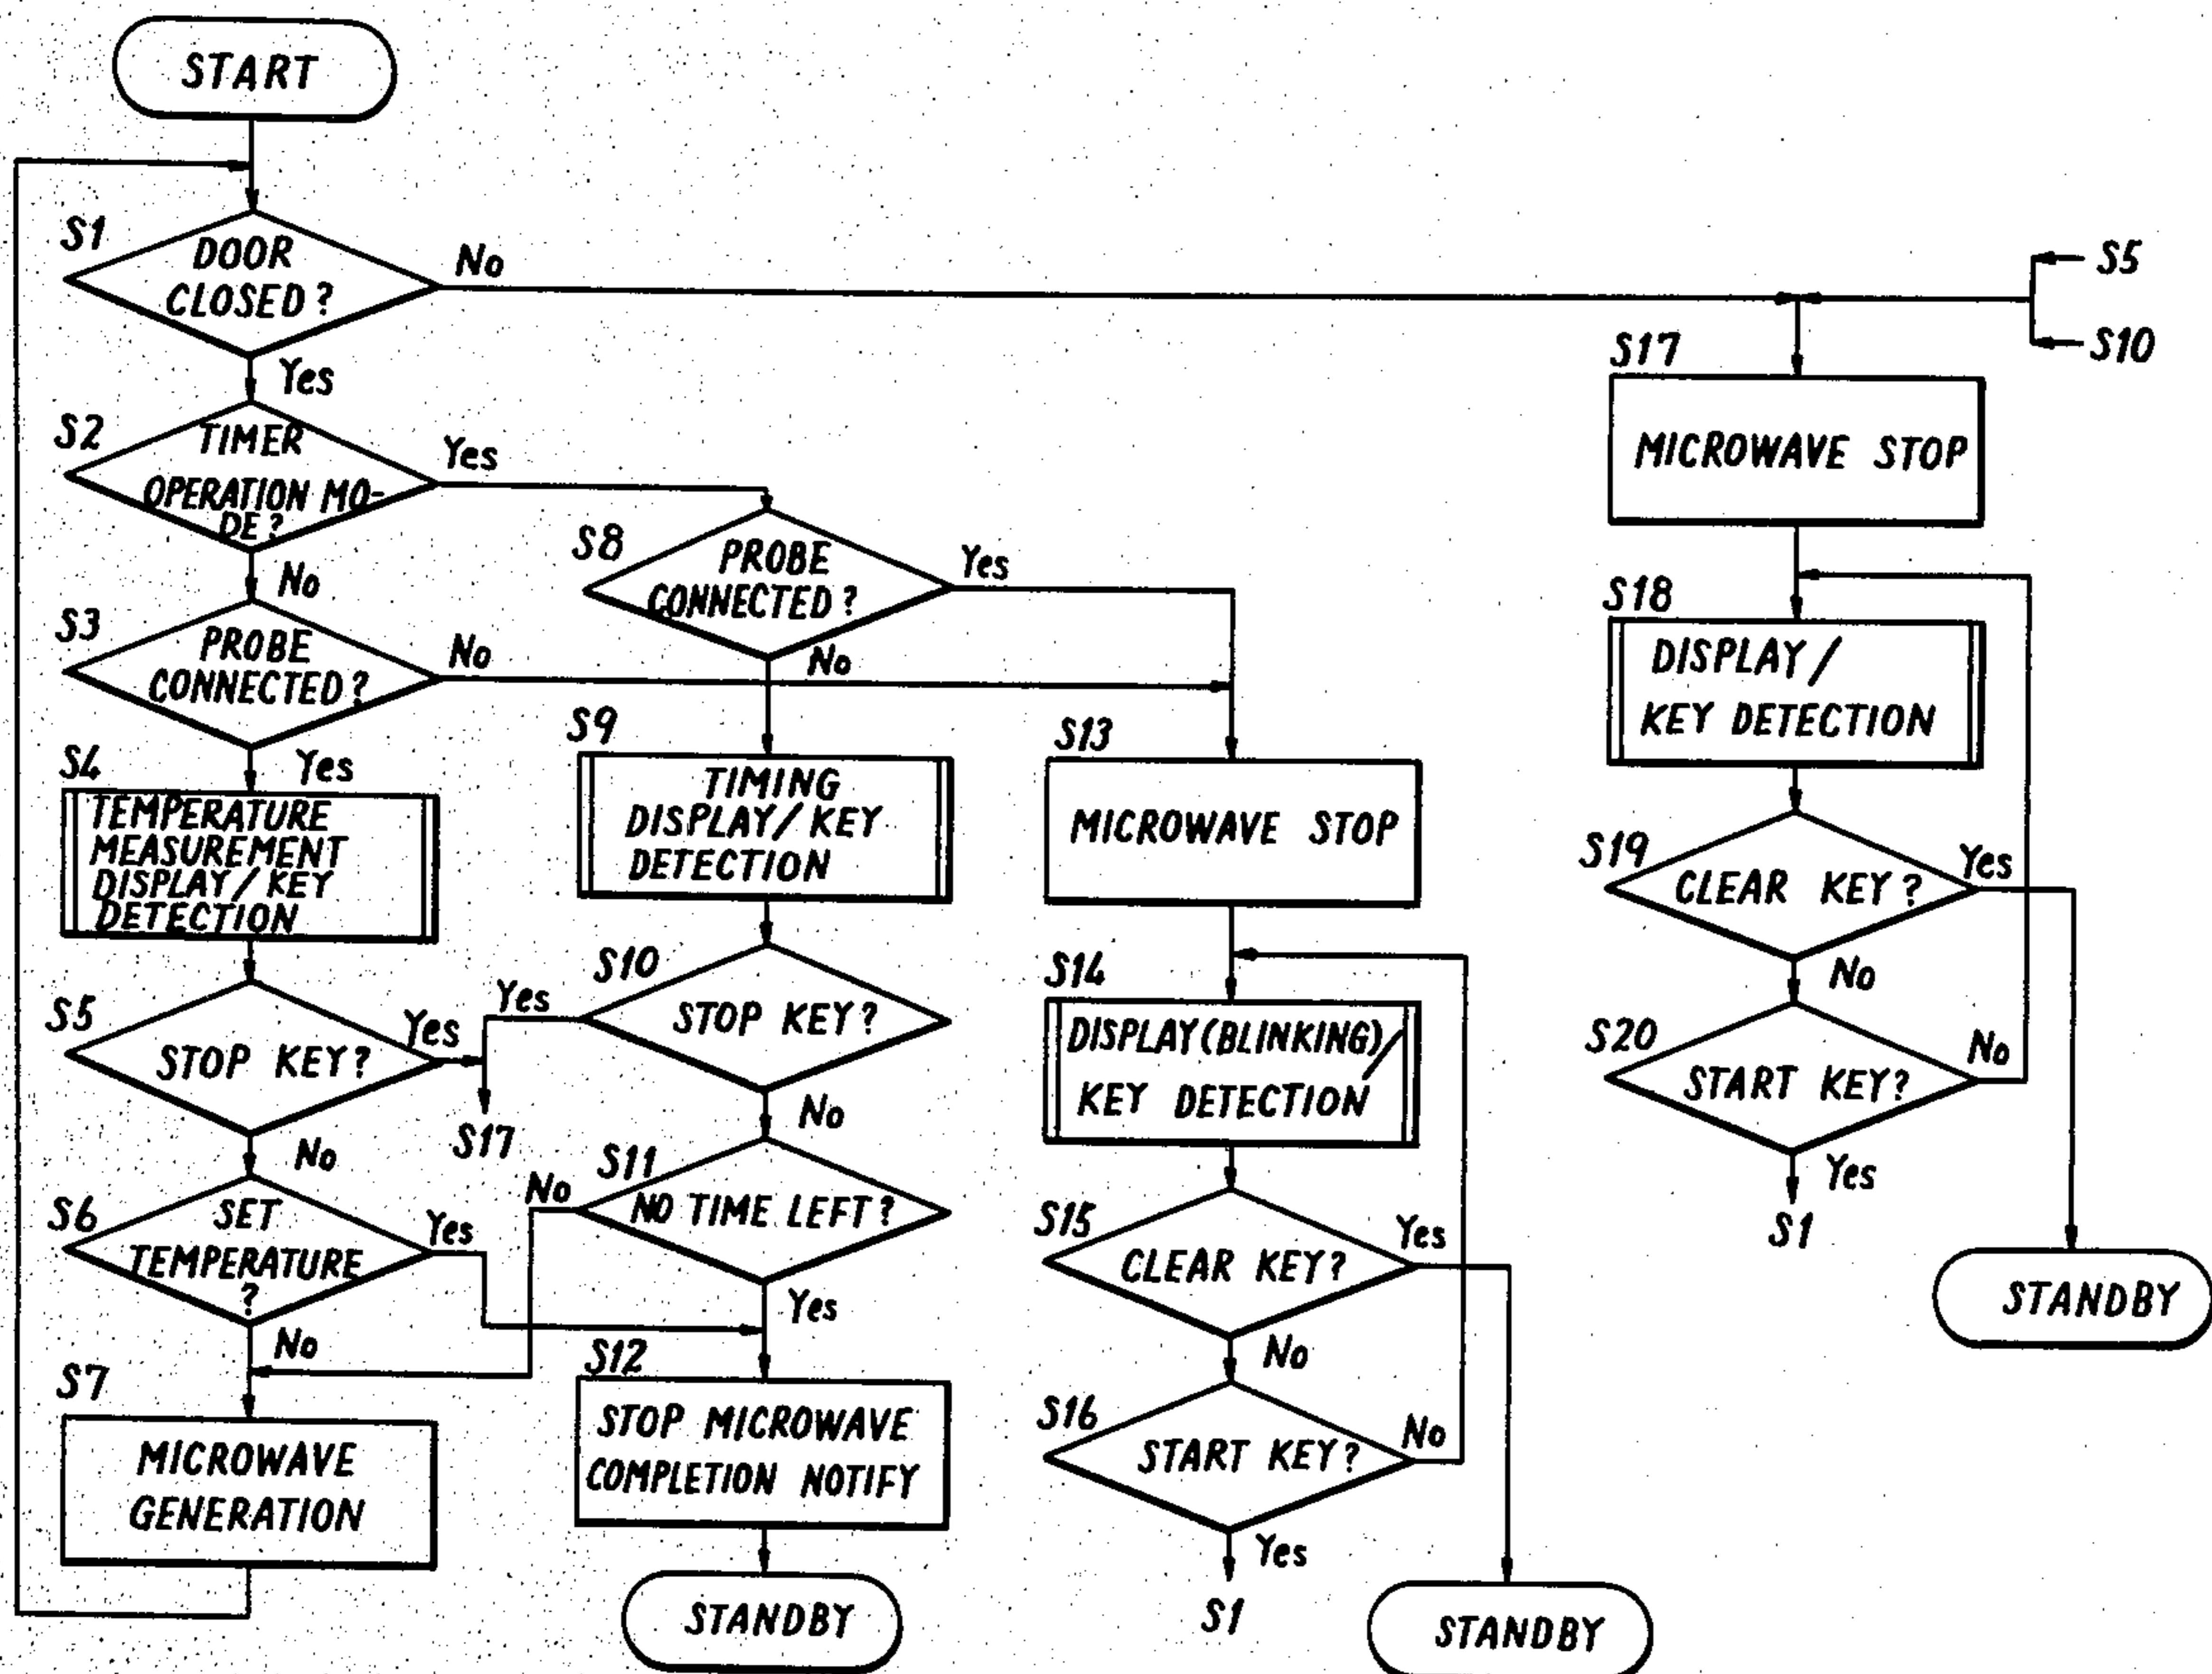 START
S1
DOOR
CLOSED?
No
Yes
S2
TIMER
OPERATION MO-
DE?
Yes
No
S3
PROBE
CONNECTED?
No
Yes
S4
TEMPERATURE
MEASUREMENT
DISPLAY/KEY
DETECTION
S5
STOP KEY?
Yes
No
S17
S6
SET
TEMPERATURE
?
Yes
No
S7
MICROWAVE
GENERATION
S8
PROBE
CONNECTED?
Yes
No
S9
TIMING
DISPLAY/KEY
DETECTION
S10
STOP KEY?
Yes
No
S11
NO TIME LEFT?
No
Yes
S12
STOP MICROWAVE
COMPLETION NOTIFY
STANDBY
S13
MICROWAVE STOP
S14
DISPLAY(BLINKING)/
KEY DETECTION
S15
CLEAR KEY?
Yes
No
S16
START KEY?
No
Yes
S1
STANDBY
S5
S10
S17
MICROWAVE STOP
S18
DISPLAY/
KEY DETECTION
S19
CLEAR KEY?
Yes
No
S20
START KEY?
No
Yes
S1
STANDBY